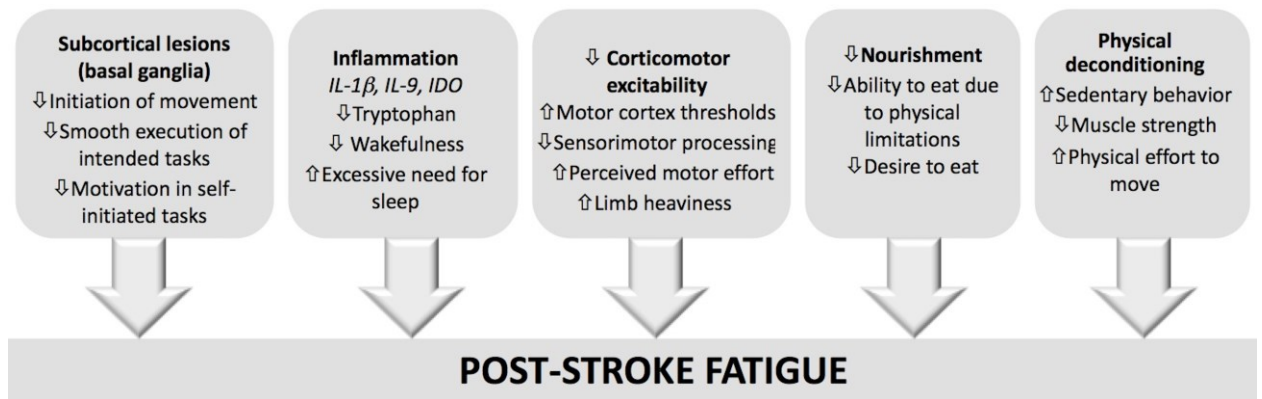 Subcortical lesions
(basal ganglia)
⇩Initiation of movement
⇩Smooth execution of
intended tasks
⇩ Motivation in self-
initiated tasks
Inflammation
IL-1β, IL-9, IDO
⇩Tryptophan
⇩ Wakefulness
⇧Excessive need for
sleep
⇩ Corticomotor
excitability
⇧Motor cortex thresholds
⇩Sensorimotor processing
⇧Perceived motor effort
⇧Limb heaviness
⇩Nourishment
⇩Ability to eat due
to physical
limitations
⇩Desire to eat
Physical
deconditioning
⇧Sedentary behavior
⇩ Muscle strength
⇧Physical effort to
move
POST-STROKE FATIGUE